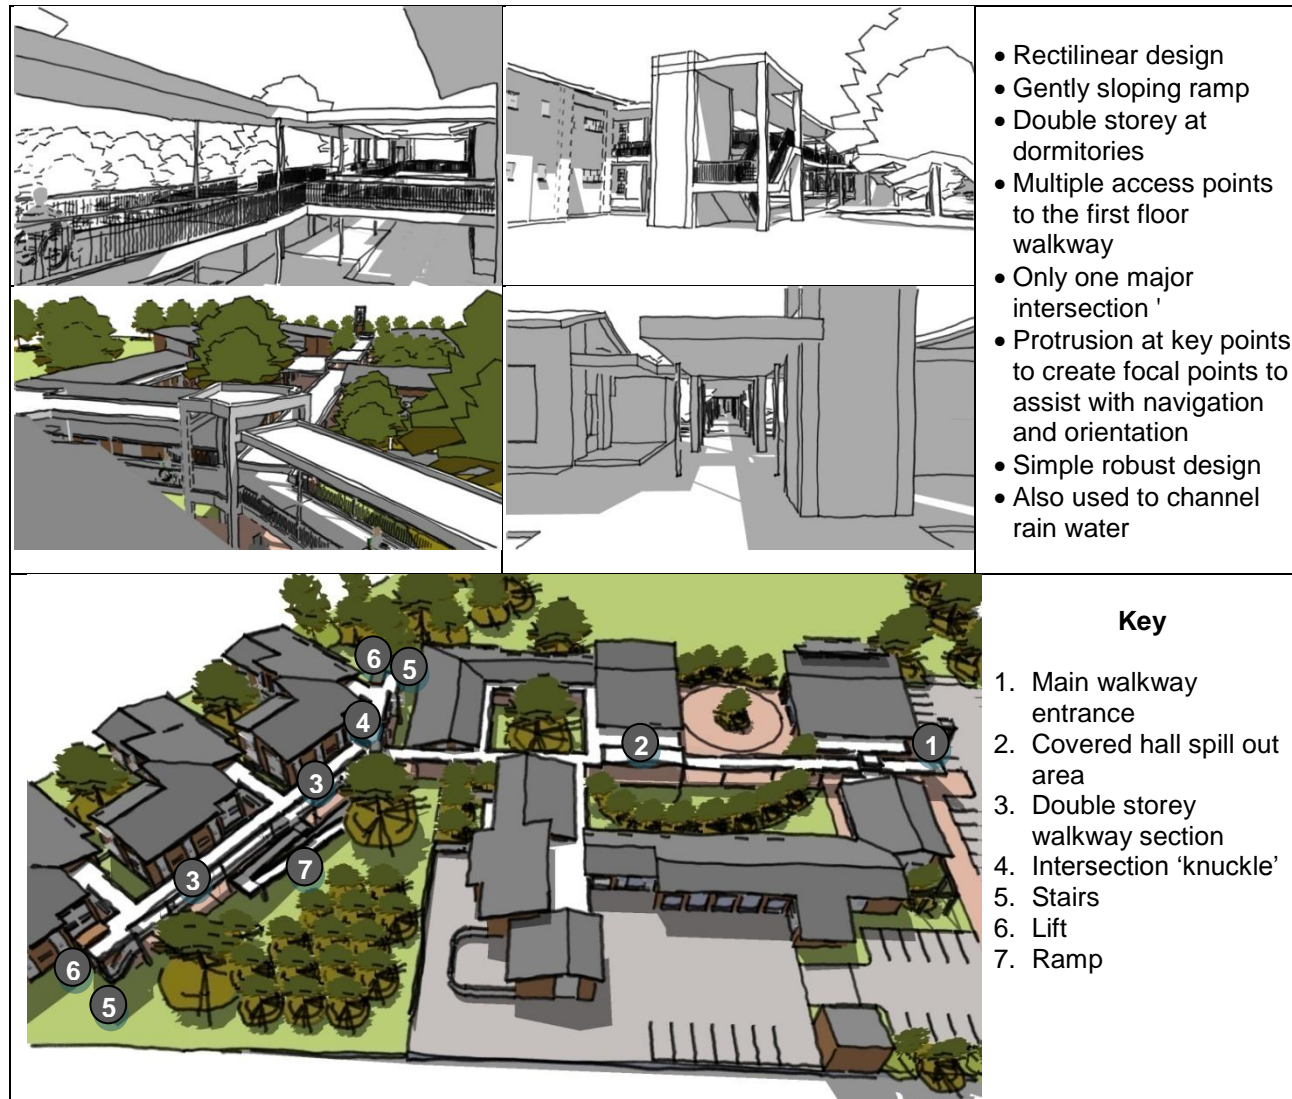 • Rectilinear design
• Gently sloping ramp
• Double storey at
dormitories
• Multiple access points
to the first floor
walkway
• Only one major
intersection '
• Protrusion at key points
to create focal points to
assist with navigation
and orientation
• Simple robust design
• Also used to channel
rain water
6
5
4
2
1
3
7
3
6
5
Key
1. Main walkway
entrance
2. Covered hall spill out
area
3. Double storey
walkway section
4. Intersection ‘knuckle’
5. Stairs
6. Lift
7. Ramp